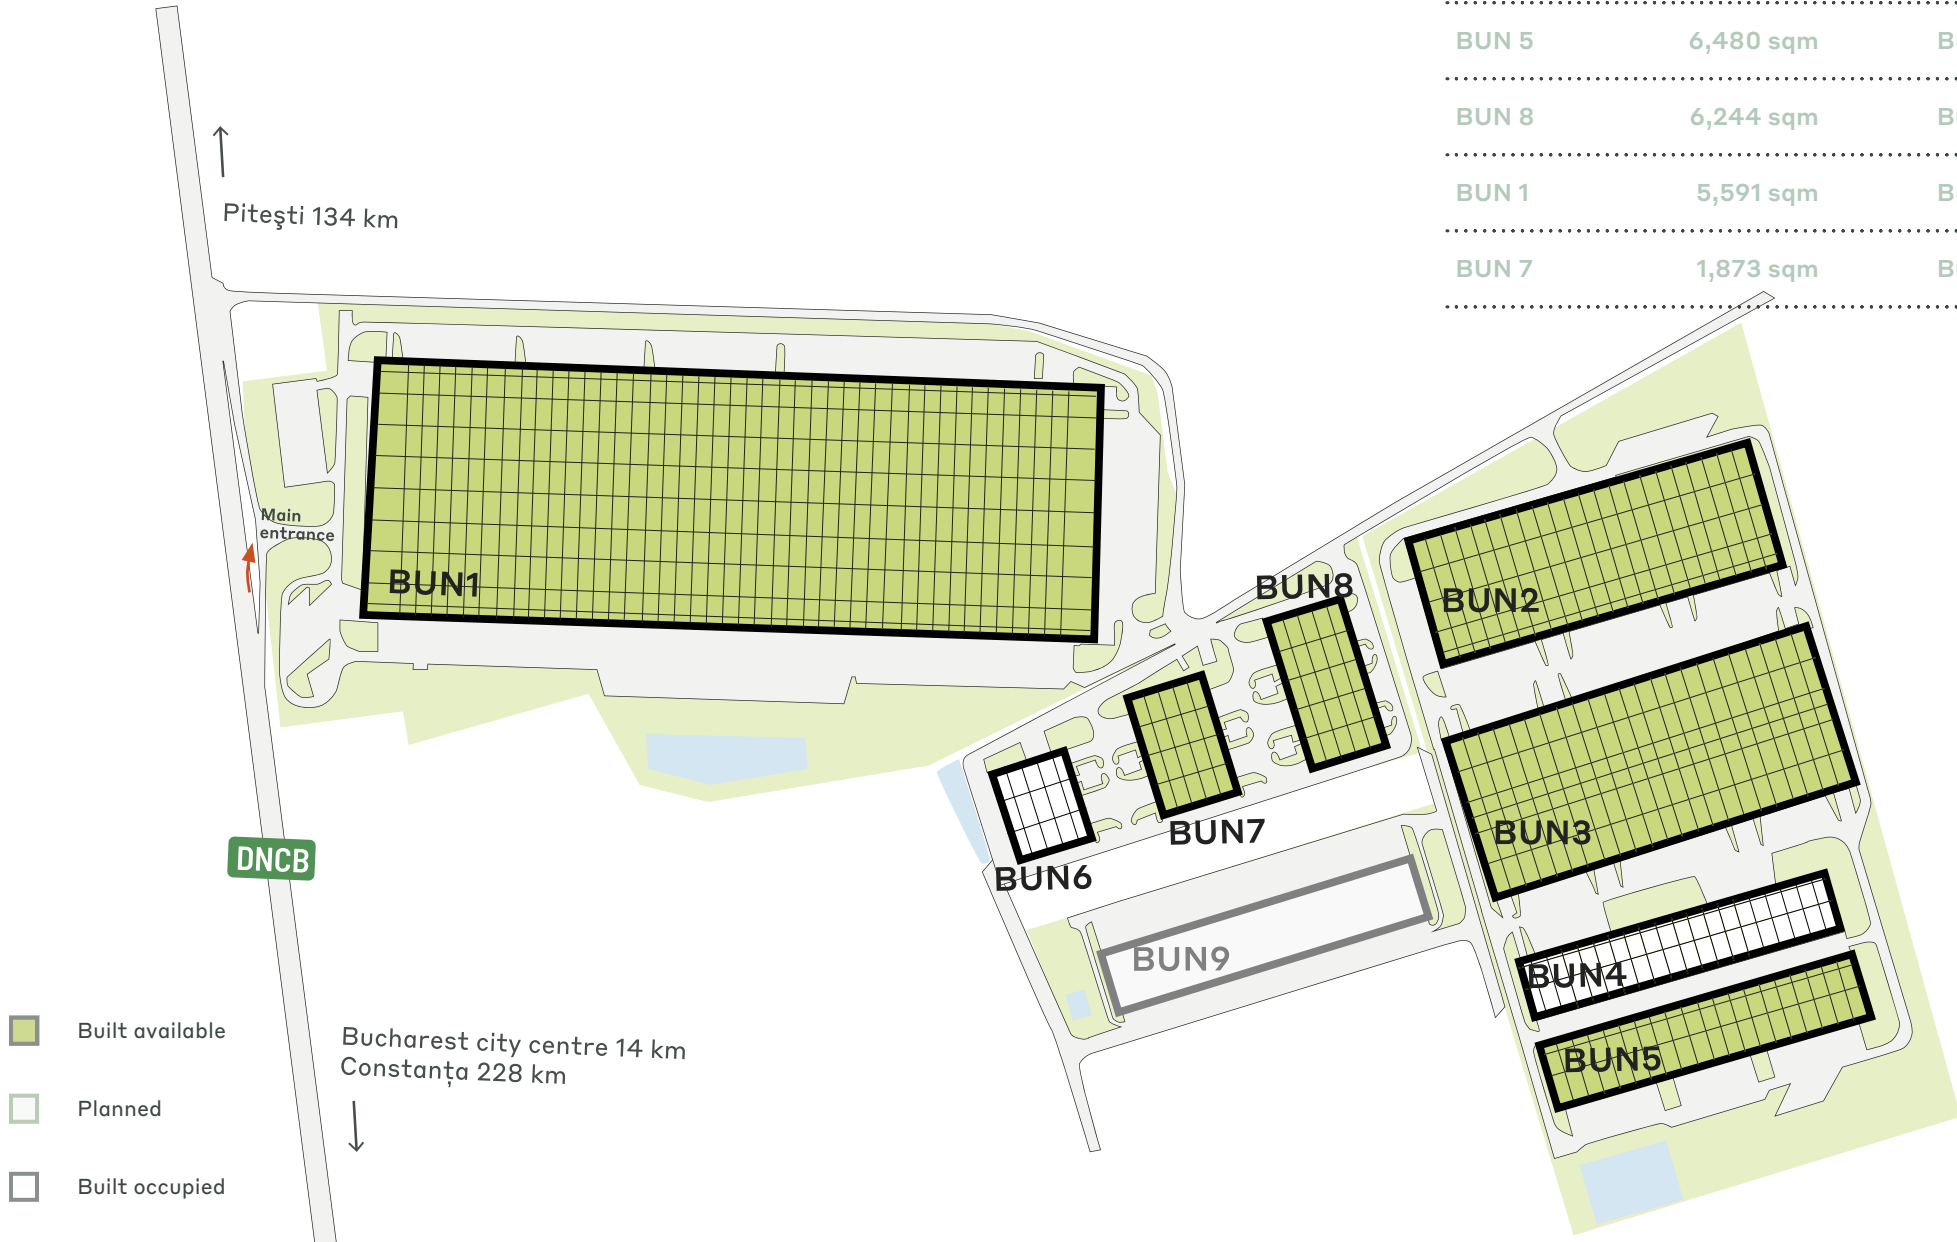 BUN 5 6,480 sqm B
BUN 8 6,244 sqm B
BUN 1 5,591 sqm B
BUN 7 1,873 sqm B
Piteşti 134 km
Main
entrance
BUN1
BUN8
BUN2
BUN7
BUN3
BUN6
BUN9
BUN4
BUN5
DNCB
Bucharest city centre 14 km
Constanța 228 km
Built available
Planned
Built occupied